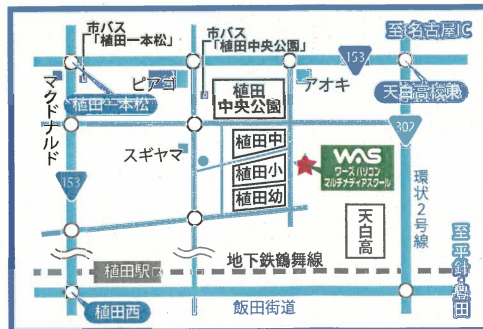 市バス
「植田一本松」
市バス
「植田中央公園」
至 名古屋IC
153
ピアゴ
アオキ
植田一本松
植田
中央公園
天白高校東
マクドナルド
302
スギヤマ
植田中
植田小
植田幼
WAS
ワーズ パソコン
マルチメディアスクール
153
環状2号線
天白高
至 平針・豊田
地下鉄鶴舞線
植田駅
植田西
飯田街道